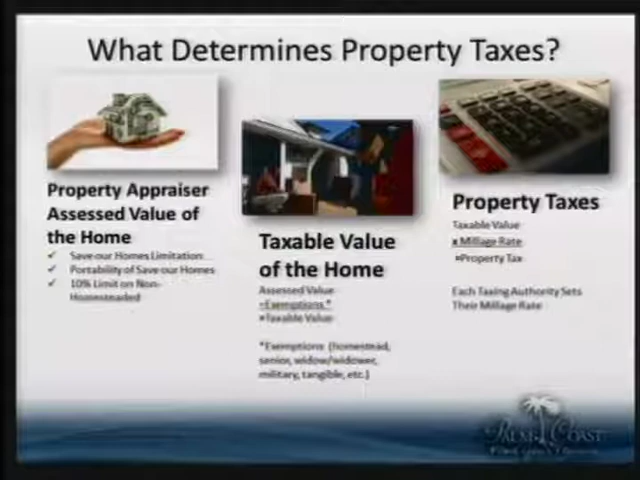 What Determines Property Taxes?
Property Appraiser
Assessed Value of
the Home
✓ Save our Homes Limitation
✓ Portability of Save our Homes
✓ 10% Limit on Non-
Homesteaded
Taxable Value
of the Home
Assessed Value
-Exemptions *
=Taxable Value
*Exemptions (homestead,
senior, widow/widower,
military, tangible, etc.)
Property Taxes
Taxable Value
x Millage Rate
=Property Tax
Each Taxing Authority Sets
Their Millage Rate
PALM COAST